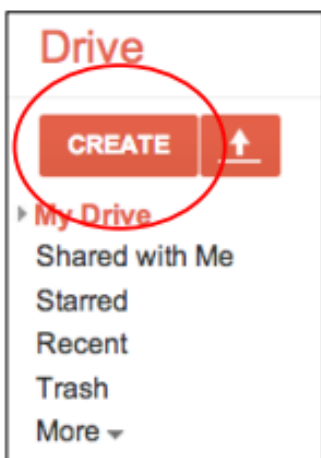 Drive
CREATE
My Drive
Shared with Me
Starred
Recent
Trash
More